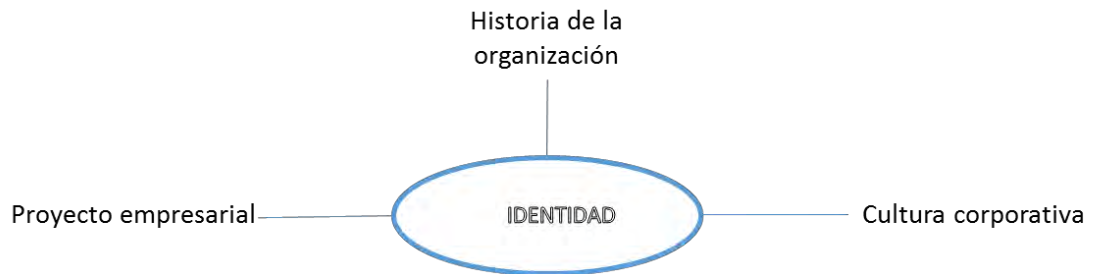 Historia de la
organización
Proyecto empresarial
IDENTIDAD
Cultura corporativa